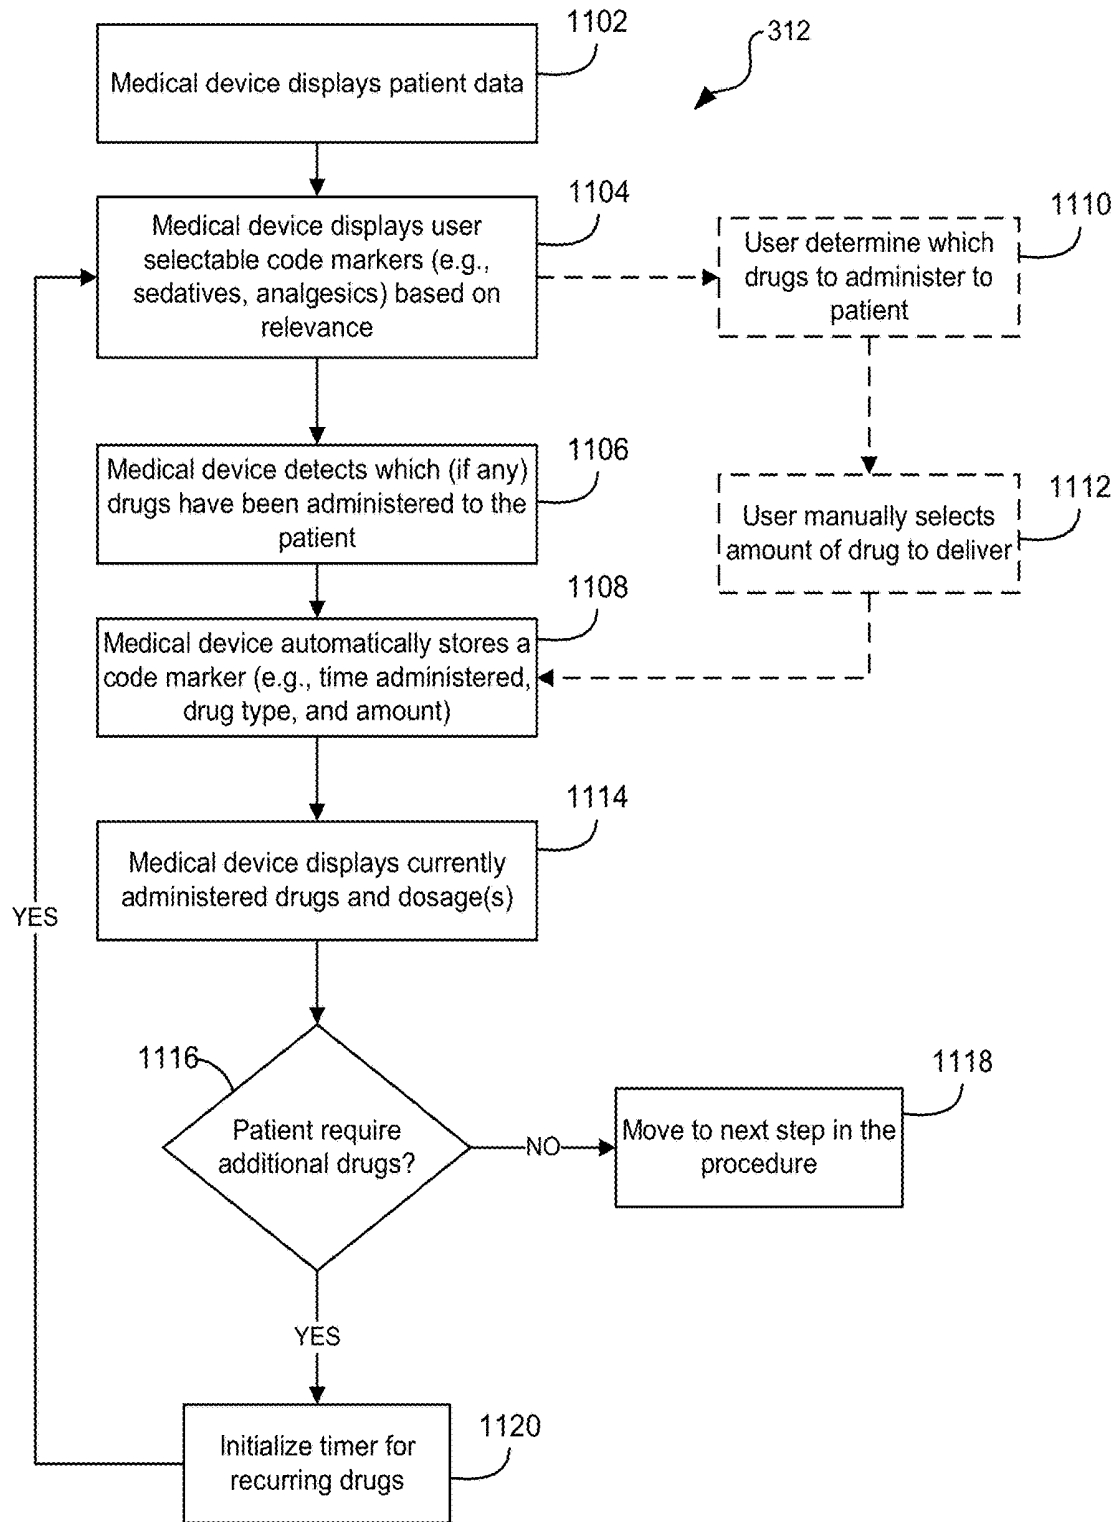 1102
312
Medical device displays patient data
1104
1110
Medical device displays user
selectable code markers (e.g.,
sedatives, analgesics) based on
relevance
User determine which
drugs to administer to
patient
1106
1112
Medical device detects which (if any)
drugs have been administered to the
patient
User manually selects
amount of drug to deliver
1108
Medical device automatically stores a
code marker (e.g., time administered,
drug type, and amount)
1114
Medical device displays currently
administered drugs and dosage(s)
YES
1116
1118
Patient require
additional drugs?
NO
Move to next step in the
procedure
YES
1120
Initialize timer for
recurring drugs